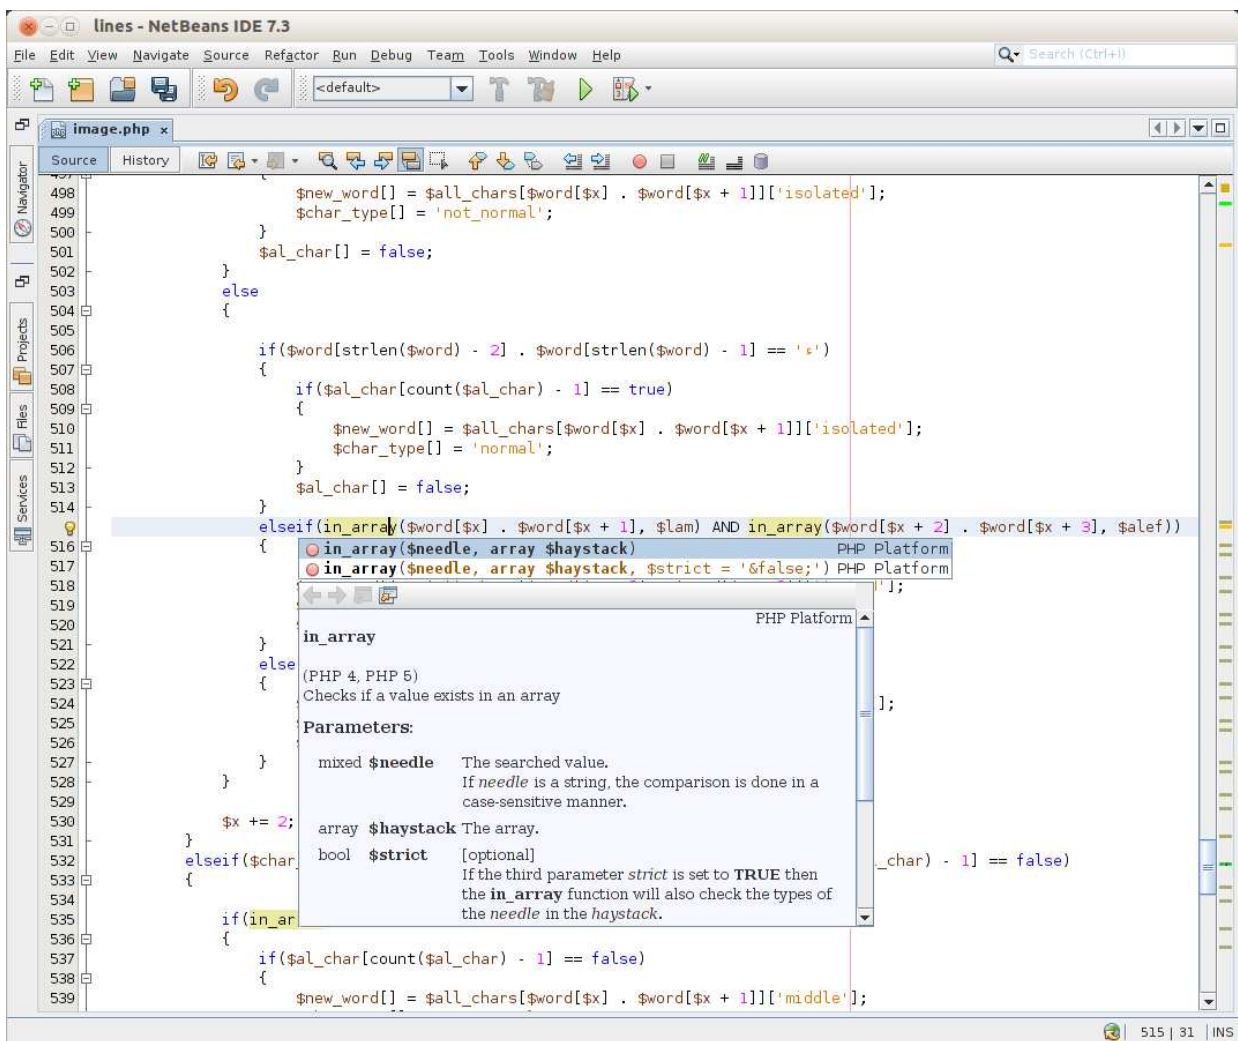 lines - NetBeans IDE 7.3
File Edit View Navigate Source Refactor Run Debug Team Tools Window Help
Search (Ctrl+I)
<default>
image.php x
Source History
Navigator
Projects
Files
Services
497 {
498 $new_word[] = $all_chars[$word[$x] . $word[$x + 1]]['isolated'];
499 $char_type[] = 'not_normal';
500 }
501 $al_char[] = false;
502 }
503 else
504 {
505
506 if($word[strlen($word) - 2] . $word[strlen($word) - 1] == 'ء')
507 {
508 if($al_char[count($al_char) - 1] == true)
509 {
510 $new_word[] = $all_chars[$word[$x] . $word[$x + 1]]['isolated'];
511 $char_type[] = 'normal';
512 }
513 $al_char[] = false;
514 }
elseif(in_array($word[$x] . $word[$x + 1], $lam) AND in_array($word[$x + 2] . $word[$x + 3], $alef))
516 {
in_array($needle, array $haystack) PHP Platform
517
in_array($needle, array $haystack, $strict = '&false;') PHP Platform
518 '];
519
520
521 }
522 else
523 {
524 ];
525
526
527 }
528 }
529
530 $x += 2;
531 }
532 elseif($char_ _char) - 1] == false)
533 {
534
535 if(in_ar
536 {
537 if($al_char[count($al_char) - 1] == false)
538 {
539 $new_word[] = $all_chars[$word[$x] . $word[$x + 1]]['middle'];
PHP Platform
in_array
(PHP 4, PHP 5)
Checks if a value exists in an array
Parameters:
mixed $needle The searched value.
If needle is a string, the comparison is done in a
case-sensitive manner.
array $haystack The array.
bool $strict [optional]
If the third parameter strict is set to TRUE then
the in_array function will also check the types of
the needle in the haystack.
515 | 31 INS